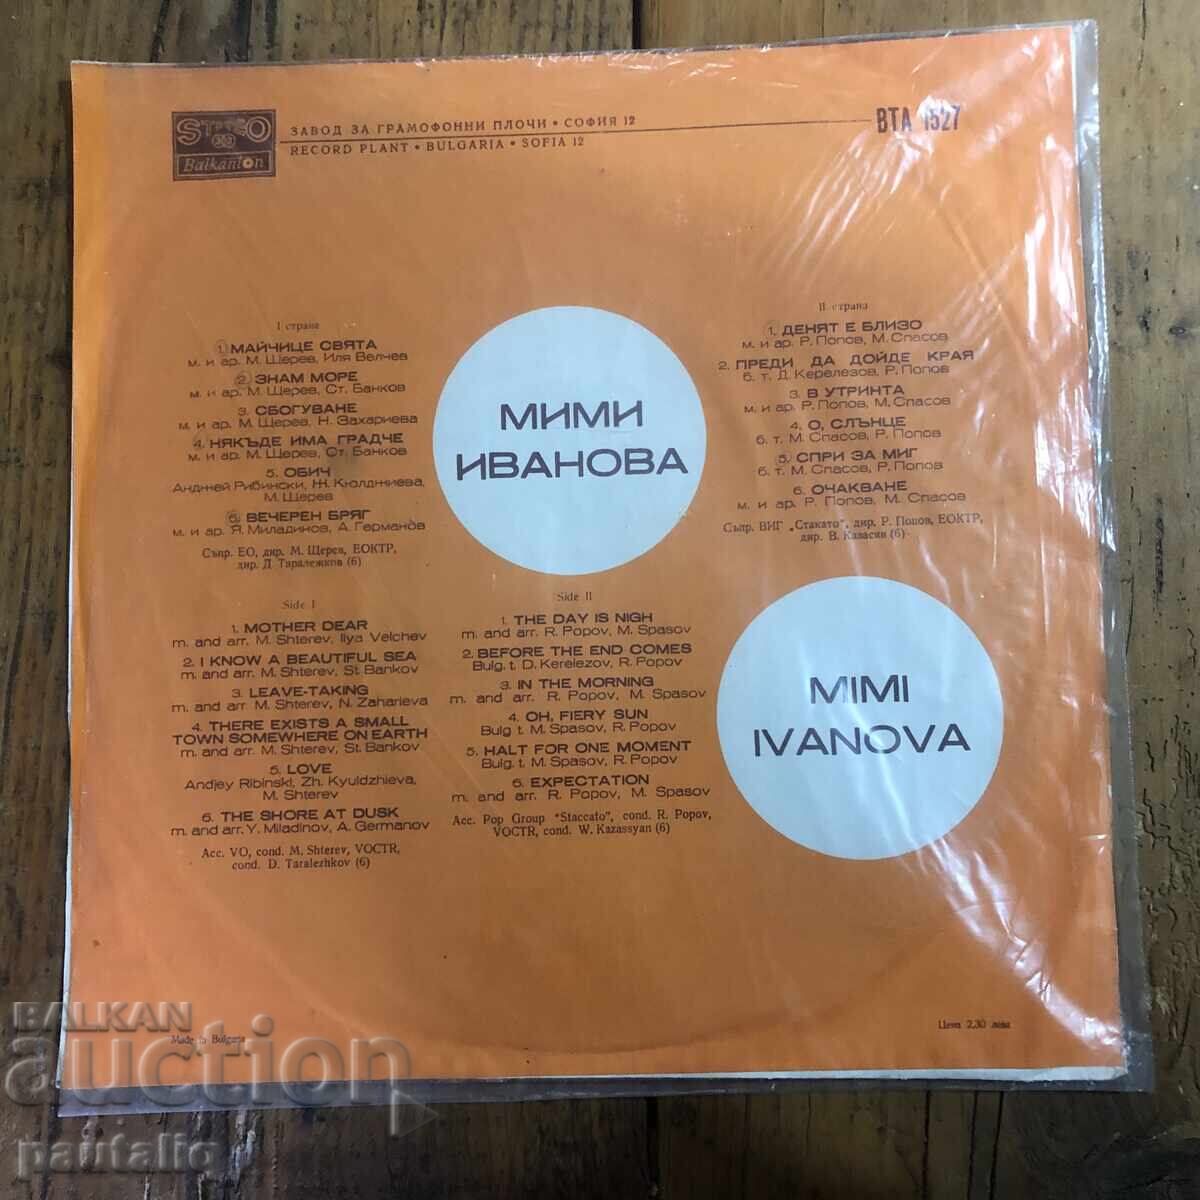 STEREO
33
Balkanton
ЗАВОД ЗА ГРАМОФОННИ ПЛОЧИ • СОФИЯ 12
RECORD PLANT • BULGARIA • SOFIA 12
ВТА 1527
I страна
1. МАЙЧИЦЕ СВЯТА
м. и ар. М. Щерев, Иля Велчев
2. ЗНАМ МОРЕ
м. и ар. М. Щерев, Ст. Банков
3. СБОГУВАНЕ
м. и ар. М. Щерев, Н. Захариева
4. НЯКЪДЕ ИМА ГРАДЧЕ
м. и ар. М. Щерев, Ст. Банков
5. ОБИЧ
Анджей Рибински, Ж. Кюлджиева,
М. Щерев
6. ВЕЧЕРЕН БРЯГ
м. и ар. Я. Миладинов, А. Германов
Съпр. ЕО, дир. М. Щерев, ЕОКТР,
дир. Д. Таралежков (6)
МИМИ
ИВАНОВА
II страна
1. ДЕНЯТ Е БЛИЗО
м. и ар. Р. Попов, М. Спасов
2. ПРЕДИ ДА ДОЙДЕ КРАЯ
б. т. Д. Керелезов, Р. Попов
3. В УТРИНТА
м. и ар. Р. Попов, М. Спасов
4. О, СЛЪНЦЕ
б. т. М. Спасов, Р. Попов
5. СПРИ ЗА МИГ
б. т. М. Спасов, Р. Попов
6. ОЧАКВАНЕ
м. и ар. Р. Попов, М. Спасов
Съпр. ВИГ „Стакато", дир. Р. Попов, ЕОКТР,
дир. В. Казасян (6)
Side I
1. MOTHER DEAR
m. and arr. M. Shterev, Ilya Velchev
2. I KNOW A BEAUTIFUL SEA
m. and arr. M. Shterev, St. Bankov
3. LEAVE-TAKING
m. and arr. M. Shterev, N. Zaharieva
4. THERE EXISTS A SMALL
TOWN SOMEWHERE ON EARTH
m. and arr. M. Shterev, St. Bankov
5. LOVE
Andjey Ribinski, Zh. Kyuldzhieva,
M. Shterev
6. THE SHORE AT DUSK
m. and arr. Y. Miladinov, A. Germanov
Acc. VO, cond. M. Shterev, VOCTR,
cond. D. Taralezhkov (6)
Side II
1. THE DAY IS NIGH
m. and arr. R. Popov, M. Spasov
2. BEFORE THE END COMES
Bulg. t. D. Kerelezov, R. Popov
3. IN THE MORNING
m. and arr. R. Popov, M. Spasov
4. OH, FIERY SUN
Bulg. t. M. Spasov, R. Popov
5. HALT FOR ONE MOMENT
Bulg. t. M. Spasov, R. Popov
6. EXPECTATION
m. and arr. R. Popov, M. Spasov
Acc. Pop Group "Staccato", cond. R. Popov,
VOCTR, cond. W. Kazassyan (6)
MIMI
IVANOVA
Made in Bulgaria
Цена 2,30 лева
BALKAN
auction
pautaliq